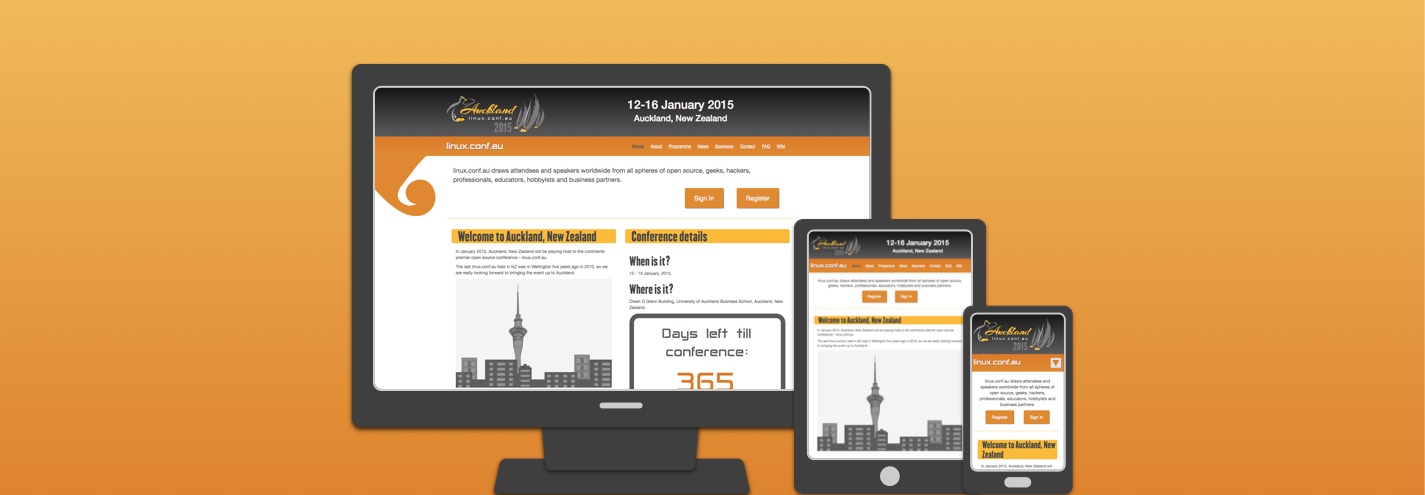 Auckland
linux.conf.au
2015
12-16 January 2015
Auckland, New Zealand
linux.conf.au
Home About Programme News Sponsors Contact FAQ Wiki
linux.conf.au draws attendees and speakers worldwide from all spheres of open source, geeks, hackers,
professionals, educators, hobbyists and business partners.
Sign In Register
Welcome to Auckland, New Zealand
In January 2015, Auckland, New Zealand will be playing host to the continents
premier open source conference – linux.conf.au.
The last linux.conf.au held in NZ was in Wellington five years ago in 2010, so we
are really looking forward to bringing the event up to Auckland.
Conference details
When is it?
12 - 15 January, 2015.
Where is it?
Owen G Glenn Building, University of Auckland Business School, Auckland, New
Zealand.
Days left till
conference:
365
Auckland
linux.conf.au
2015
12-16 January 2015
Auckland, New Zealand
linux.conf.au
Home About Programme News Sponsors Contact FAQ Wiki
linux.conf.au draws attendees and speakers worldwide from all spheres of open source,
geeks, hackers, professionals, educators, hobbyists and business partners.
Register Sign In
Welcome to Auckland, New Zealand
In January 2015, Auckland, New Zealand will be playing host to the continents premier open source
conference – linux.conf.au.
The last linux.conf.au held in NZ was in Wellington five years ago in 2010, so we are really looking forward
to bringing the event up to Auckland.
Auckland
linux.conf.au
2015
linux.conf.au
linux.conf.au draws attendees and
speakers worldwide from all spheres of
open source, geeks, hackers,
professionals, educators, hobbyists and
business partners.
Register Sign In
Welcome to Auckland, New
Zealand
In January 2015, Auckland, New Zealand will